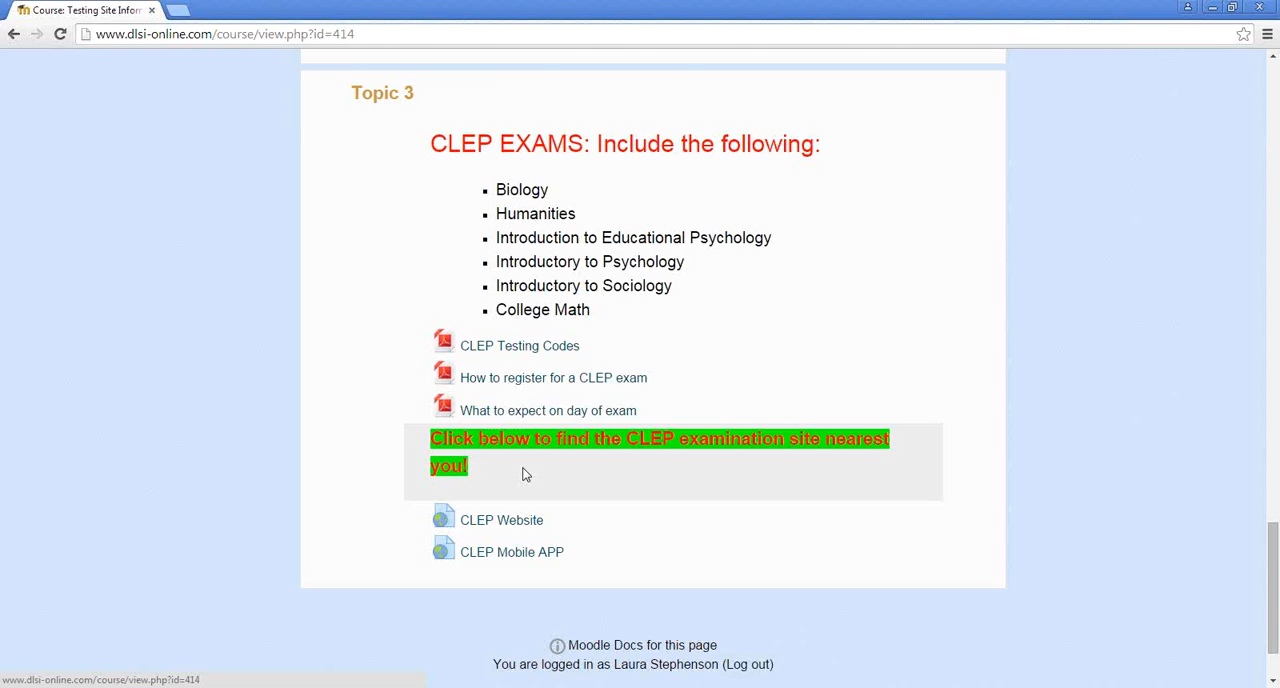 Course: Testing Site Infor
www.dlsi-online.com/course/view.php?id=414
Topic 3
CLEP EXAMS: Include the following:
Biology
Humanities
Introduction to Educational Psychology
Introductory to Psychology
Introductory to Sociology
College Math
CLEP Testing Codes
How to register for a CLEP exam
What to expect on day of exam
Click below to find the CLEP examination site nearest
you!
CLEP Website
CLEP Mobile APP
Moodle Docs for this page
You are logged in as Laura Stephenson (Log out)
www.dlsi-online.com/course/view.php?id=414